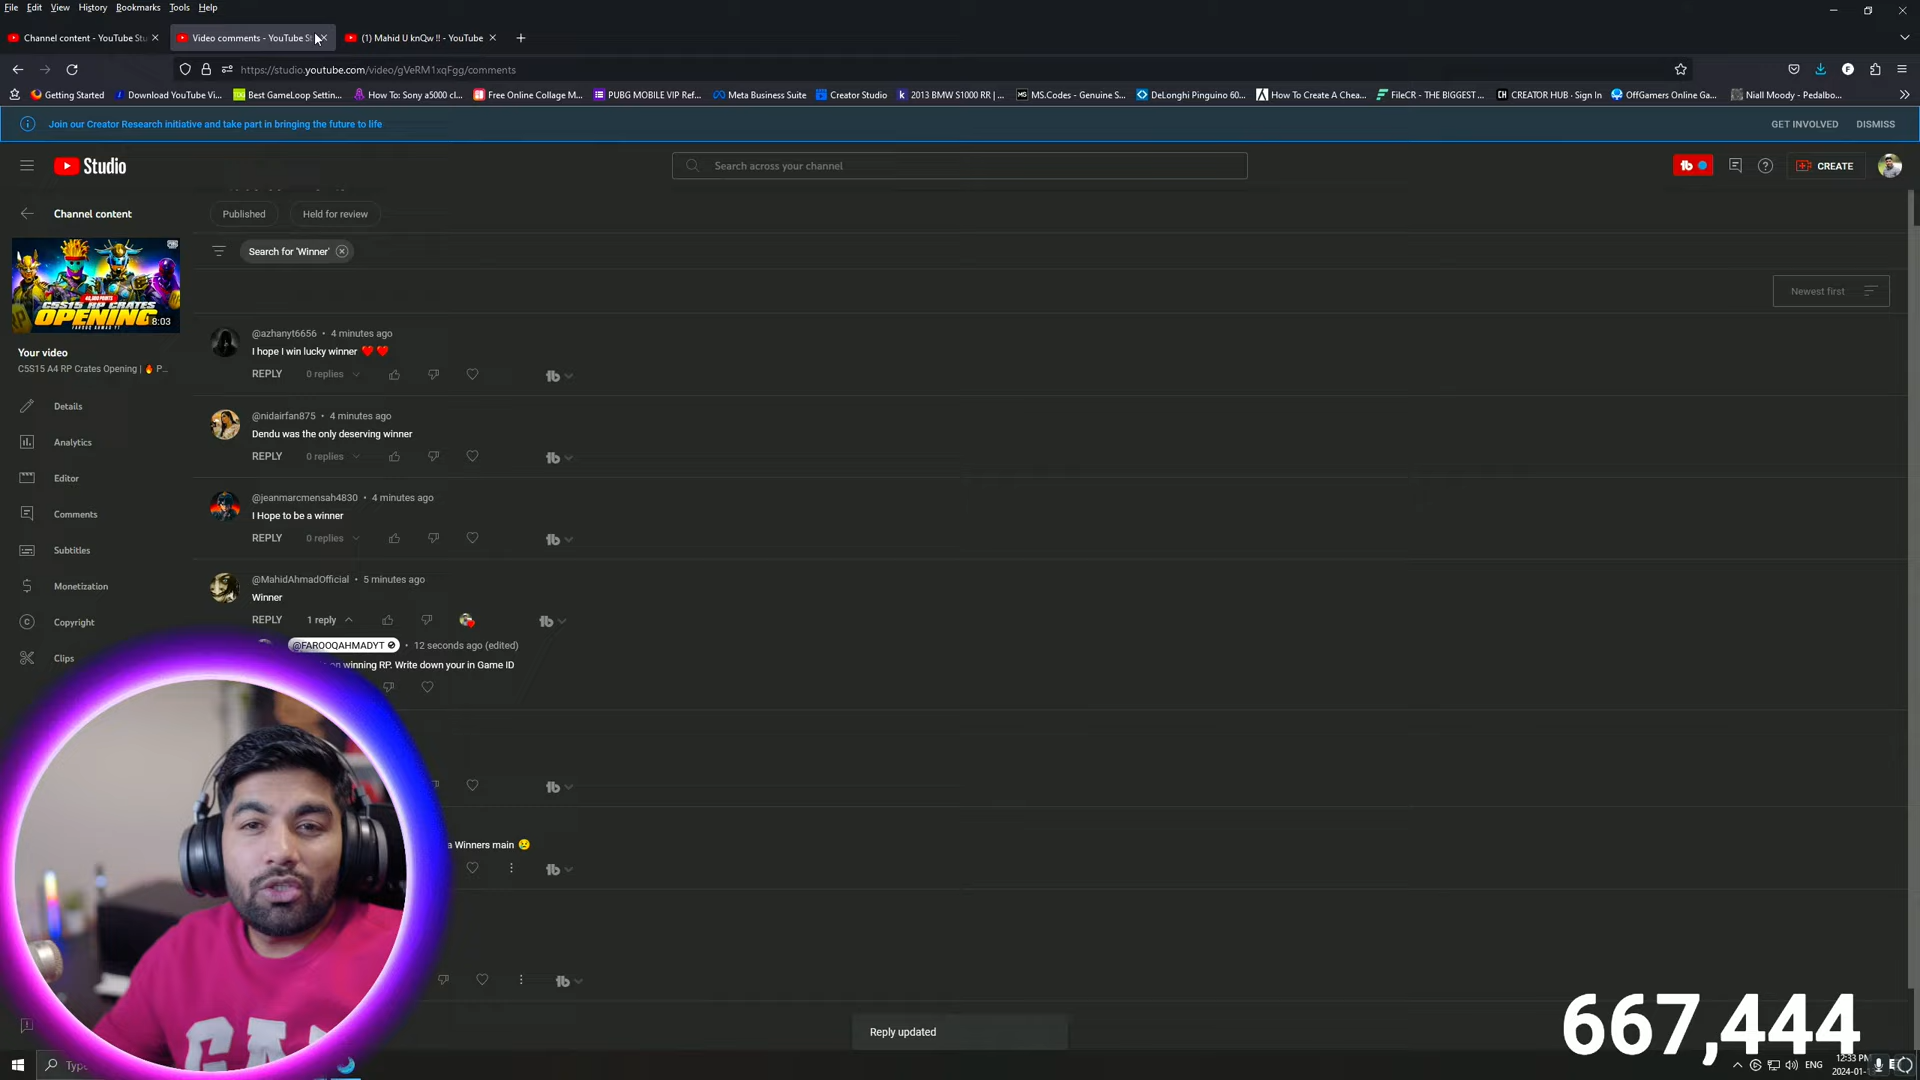 File Edit View History Bookmarks Tools Help
Channel content - YouTube Stu
Video comments - YouTube St
(1) Mahid U knQw !! - YouTube
https://studio.youtube.com/video/gVeRM1xqFgg/comments
Getting Started
Download YouTube Vi...
Best GameLoop Settin...
How To: Sony a5000 cl...
Free Online Collage M...
PUBG MOBILE VIP Ref...
Meta Business Suite
Creator Studio
2013 BMW S1000 RR | ...
MS.Codes - Genuine S...
DeLonghi Pinguino 60...
How To Create A Chea...
FileCR - THE BIGGEST ...
CREATOR HUB · Sign In
OffGamers Online Ga...
Niall Moody - Pedalbo...
Join our Creator Research initiative and take part in bringing the future to life
GET INVOLVED DISMISS
Studio
Search across your channel
CREATE
Channel content
Published Held for review
Search for 'Winner'
Newest first
C5S15 RP CRATES
OPENING
8:03
Your video
C5S15 A4 RP Crates Opening | 🔥 P...
Details
Analytics
Editor
Comments
Subtitles
Monetization
Copyright
Clips
@azhanyt6656 • 4 minutes ago
I hope I win lucky winner ❤️ ❤️
REPLY 0 replies
@nidairfan875 • 4 minutes ago
Dendu was the only deserving winner
REPLY 0 replies
@jeanmarcmensah4830 • 4 minutes ago
I Hope to be a winner
REPLY 0 replies
@MahidAhmadOfficial • 5 minutes ago
Winner
REPLY 1 reply
@FAROOQAHMADYT • 12 seconds ago (edited)
on winning RP. Write down your in Game ID
a Winners main 😢
Reply updated
667,444
ENG
12:33 PM